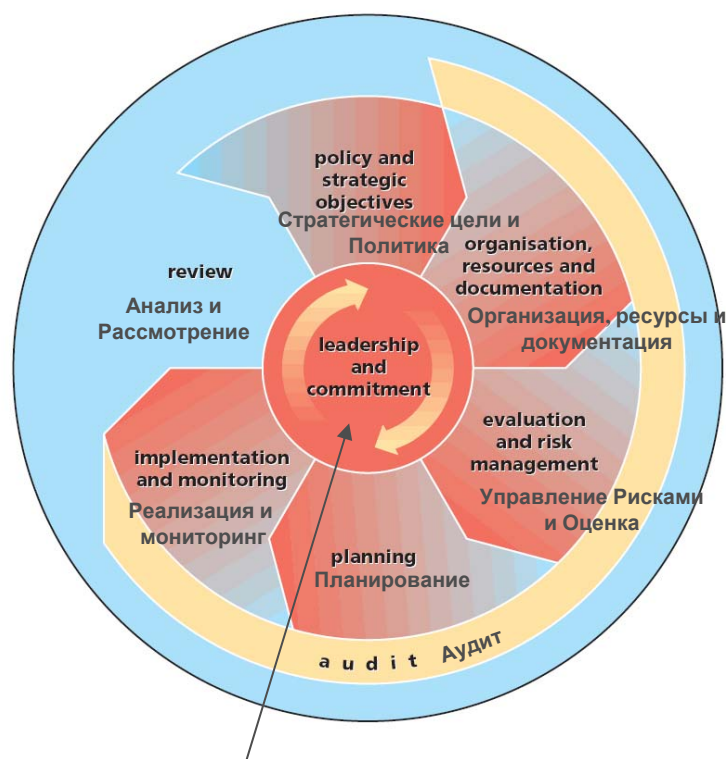 policy and
strategic
objectives
Стратегические цели и
Политика
organisation,
resources and
documentation
Организация, ресурсы и
документация
evaluation
and risk
management
Управление Рисками
и Оценка
planning
Планирование
implementation
and monitoring
Реализация и
мониторинг
review
Анализ и
Рассмотрение
leadership
and
commitment
audit Аудит